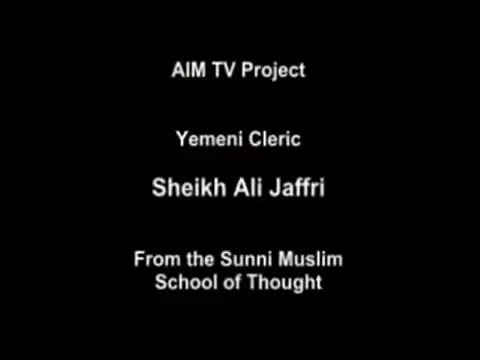 AIM TV Project
Yemeni Cleric
Sheikh Ali Jaffri
From the Sunni Muslim
School of Thought